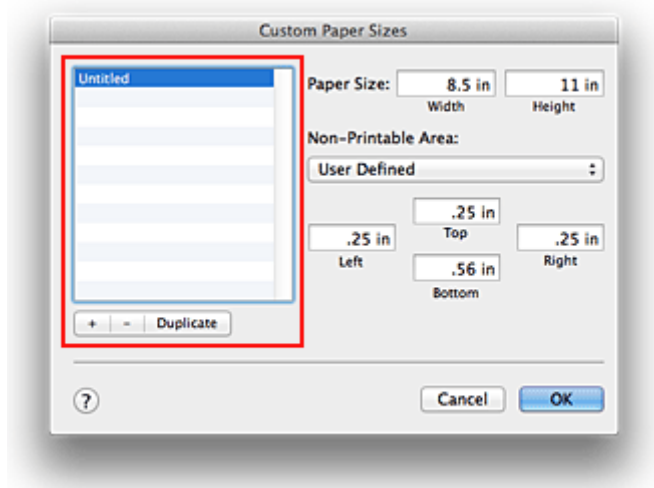 Custom Paper Sizes
Untitled
Paper Size: 8.5 in 11 in
Width Height
Non-Printable Area:
User Defined
.25 in
Top
.25 in .25 in
Left Right
.56 in
Bottom
+ - Duplicate
? Cancel OK